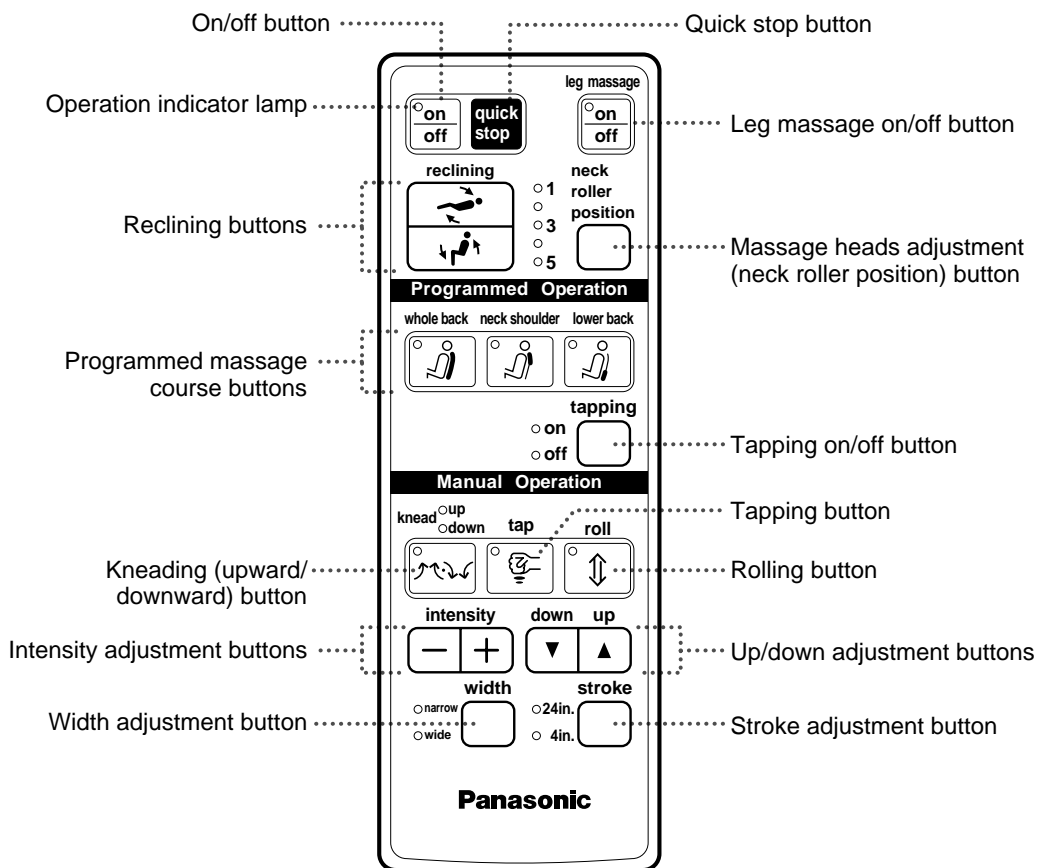 On/off button
Quick stop button
leg massage
Operation indicator lamp
on
off
quick
stop
on
off
Leg massage on/off button
reclining
neck
roller
position
1
3
5
Reclining buttons
Massage heads adjustment
(neck roller position) button
Programmed Operation
whole back
neck shoulder
lower back
Programmed massage
course buttons
tapping
on
off
Tapping on/off button
Manual Operation
Tapping button
knead
up
down
tap
roll
Kneading (upward/
downward) button
Rolling button
intensity
down
up
Intensity adjustment buttons
− +
▼ ▲
Up/down adjustment buttons
width
stroke
narrow
wide
24in.
4in.
Width adjustment button
Stroke adjustment button
Panasonic